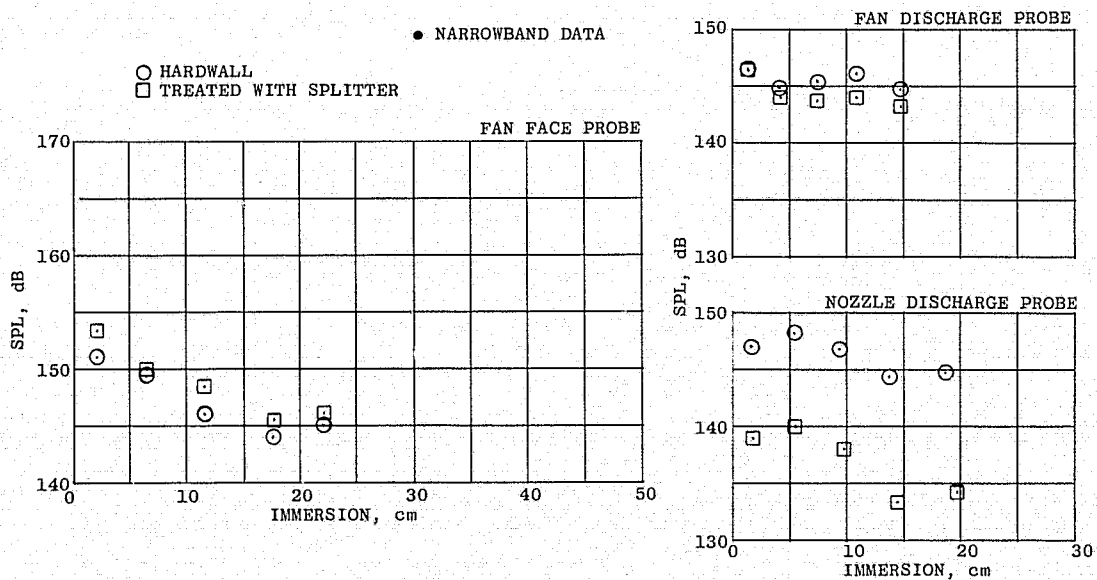 ● NARROWBAND DATA
○ HARDWALL
□ TREATED WITH SPLITTER
FAN FACE PROBE
170
160
150
140
SPL, dB
0 10 20 30 40 50
IMMERSION, cm
FAN DISCHARGE PROBE
150
140
130
SPL, dB
NOZZLE DISCHARGE PROBE
150
140
130
0 10 20 30
IMMERSION, cm